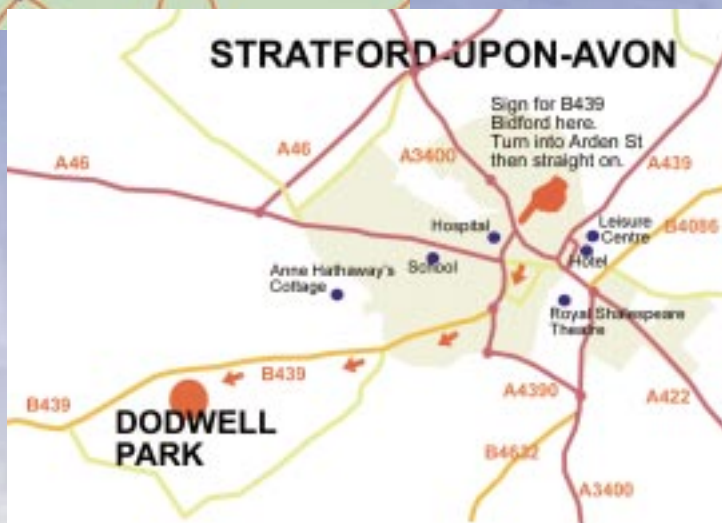 STRATFORD-UPON-AVON
Sign for B439
Bidford here.
Turn into Arden St
then straight on.
A46
A46
A3400
A439
Hospital
Leisure
Centre
B4086
School
Hotel
Anne Hathaway's
Cottage
Royal Shakespeare
Theatre
B439
B439
A4390
A422
DODWELL
PARK
B4632
A3400